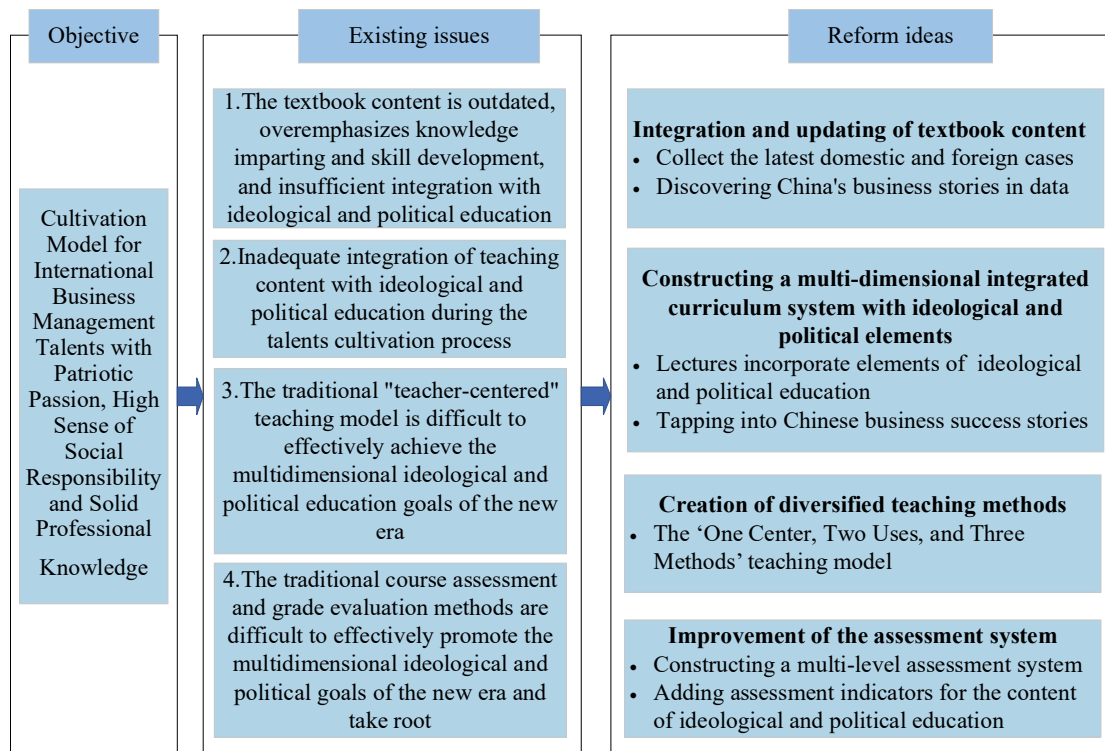 Objective
Cultivation
Model for
International
Business
Management
Talents with
Patriotic
Passion, High
Sense of
Social
Responsibility
and Solid
Professional
Knowledge
Existing issues
1.The textbook content is outdated,
overemphasizes knowledge
imparting and skill development,
and insufficient integration with
ideological and political education
2.Inadequate integration of teaching
content with ideological and
political education during the
talents cultivation process
3.The traditional "teacher-centered"
teaching model is difficult to
effectively achieve the
multidimensional ideological and
political education goals of the new
era
4.The traditional course assessment
and grade evaluation methods are
difficult to effectively promote the
multidimensional ideological and
political goals of the new era and
take root
Reform ideas
Integration and updating of textbook content
• Collect the latest domestic and foreign cases
• Discovering China's business stories in data
Constructing a multi-dimensional integrated
curriculum system with ideological and
political elements
• Lectures incorporate elements of ideological
and political education
• Tapping into Chinese business success stories
Creation of diversified teaching methods
• The ‘One Center, Two Uses, and Three
Methods’ teaching model
Improvement of the assessment system
• Constructing a multi-level assessment system
• Adding assessment indicators for the content
of ideological and political education